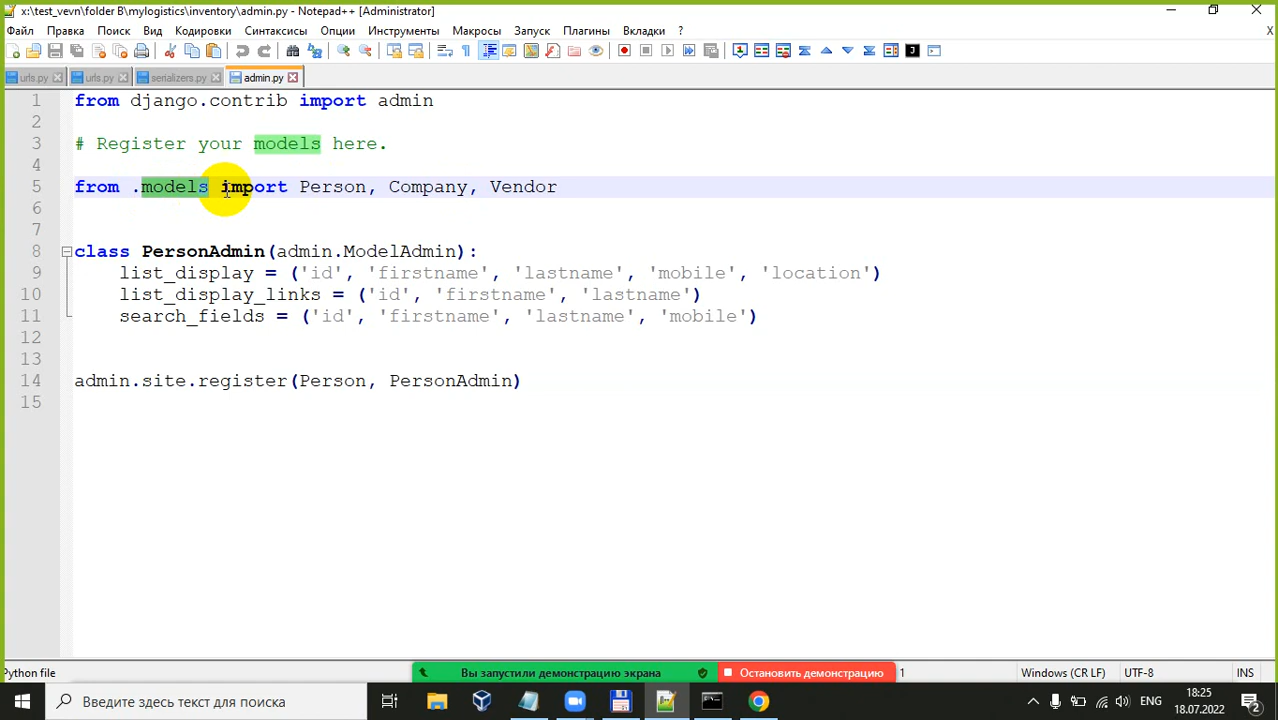 x:\test_vevn\folder B\mylogistics\inventory\admin.py - Notepad++ [Administrator]
Файл Правка Поиск Вид Кодировки Синтаксисы Опции Инструменты Макросы Запуск Плагины Вкладки ? X
urls.py urls.py serializers.py admin.py
1 from django.contrib import admin
2
3 # Register your models here.
4
5 from .models import Person, Company, Vendor
6
7
8 class PersonAdmin(admin.ModelAdmin):
9 list_display = ('id', 'firstname', 'lastname', 'mobile', 'location')
10 list_display_links = ('id', 'firstname', 'lastname')
11 search_fields = ('id', 'firstname', 'lastname', 'mobile')
12
13
14 admin.site.register(Person, PersonAdmin)
15
Python file Вы запустили демонстрацию экрана Остановить демонстрацию 1 Windows (CR LF) UTF-8 INS
Введите здесь текст для поиска ENG 18:25
18.07.2022 2